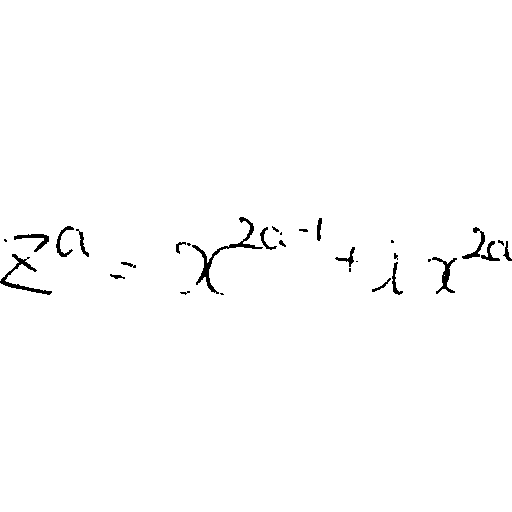 z^a = x^{2a-1} + i x^{2a}